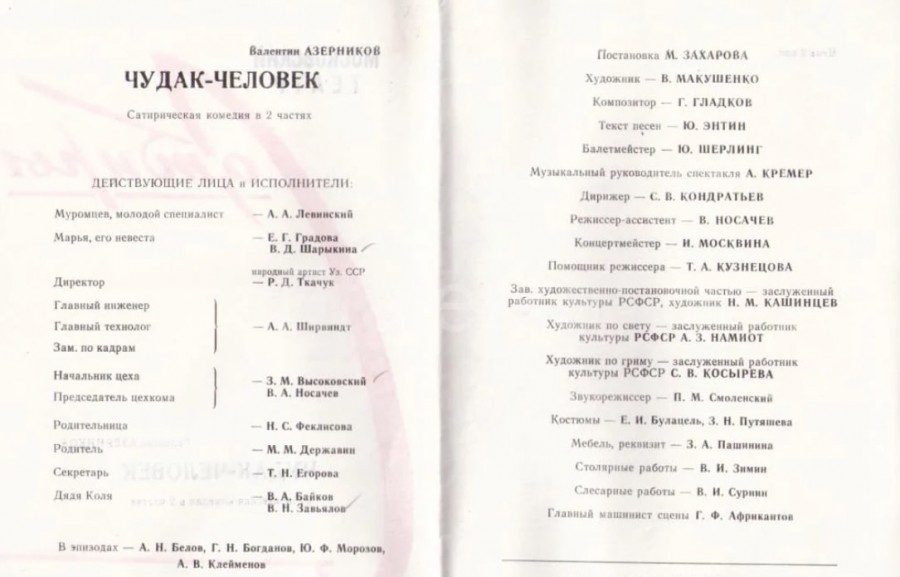 Валентин АЗЕРНИКОВ
ЧУДАК-ЧЕЛОВЕК
Сатирическая комедия в 2 частях
ДЕЙСТВУЮЩИЕ ЛИЦА и ИСПОЛНИТЕЛИ:
Муромцев, молодой специалист — А. А. Левинский
Марья, его невеста — Е. Г. Градова
В. Д. Шарыкина
народный артист Уз. ССР
Директор — Р. Д. Ткачук
Главный инженер
Главный технолог — А. А. Ширвиндт
Зам. по кадрам
Начальник цеха — З. М. Высоковский
Председатель цехкома В. А. Носачев
Родительница — Н. С. Феклисова
Родитель — М. М. Державин
Секретарь — Т. Н. Егорова
Дядя Коля — В. А. Байков
В. Н. Завьялов
В эпизодах — А. Н. Белов, Г. Н. Богданов, Ю. Ф. Морозов,
А. В. Клейменов
Постановка М. ЗАХАРОВА
Художник — В. МАКУШЕНКО
Композитор — Г. ГЛАДКОВ
Текст песен — Ю. ЭНТИН
Балетмейстер — Ю. ШЕРЛИНГ
Музыкальный руководитель спектакля А. КРЕМЕР
Дирижер — С. В. КОНДРАТЬЕВ
Режиссер-ассистент — В. НОСАЧЕВ
Концертмейстер — И. МОСКВИНА
Помощник режиссера — Т. А. КУЗНЕЦОВА
Зав. художественно-постановочной частью — заслуженный
работник культуры РСФСР, художник Н. М. КАШИНЦЕВ
Художник по свету — заслуженный работник
культуры РСФСР А. З. НАМИОТ
Художник по гриму — заслуженный работник
культуры РСФСР С. В. КОСЫРЕВА
Звукорежиссер — П. М. Смоленский
Костюмы — Е. И. Булацель, З. Н. Путяшева
Мебель, реквизит — З. А. Пашнина
Столярные работы — В. И. Зимин
Слесарные работы — В. И. Сурнин
Главный машинист сцены Г. Ф. Африкантов